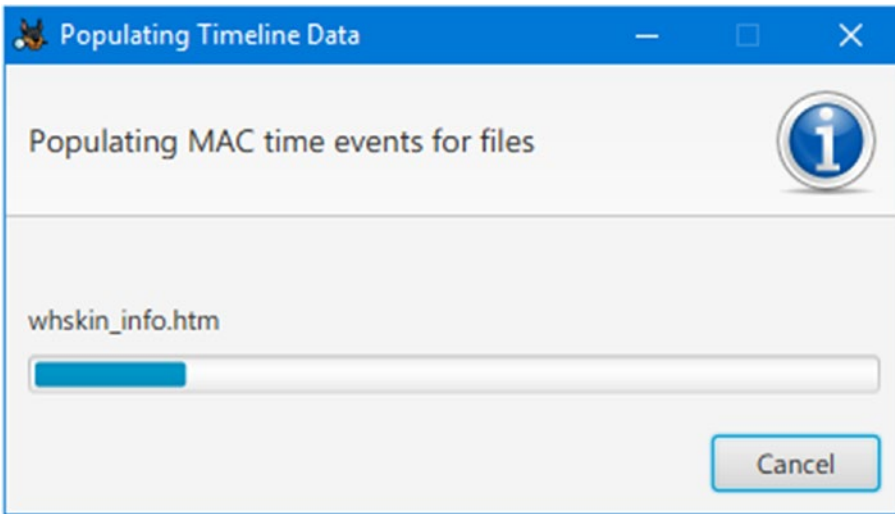 Populating Timeline Data
Populating MAC time events for files
whskin_info.htm
Cancel